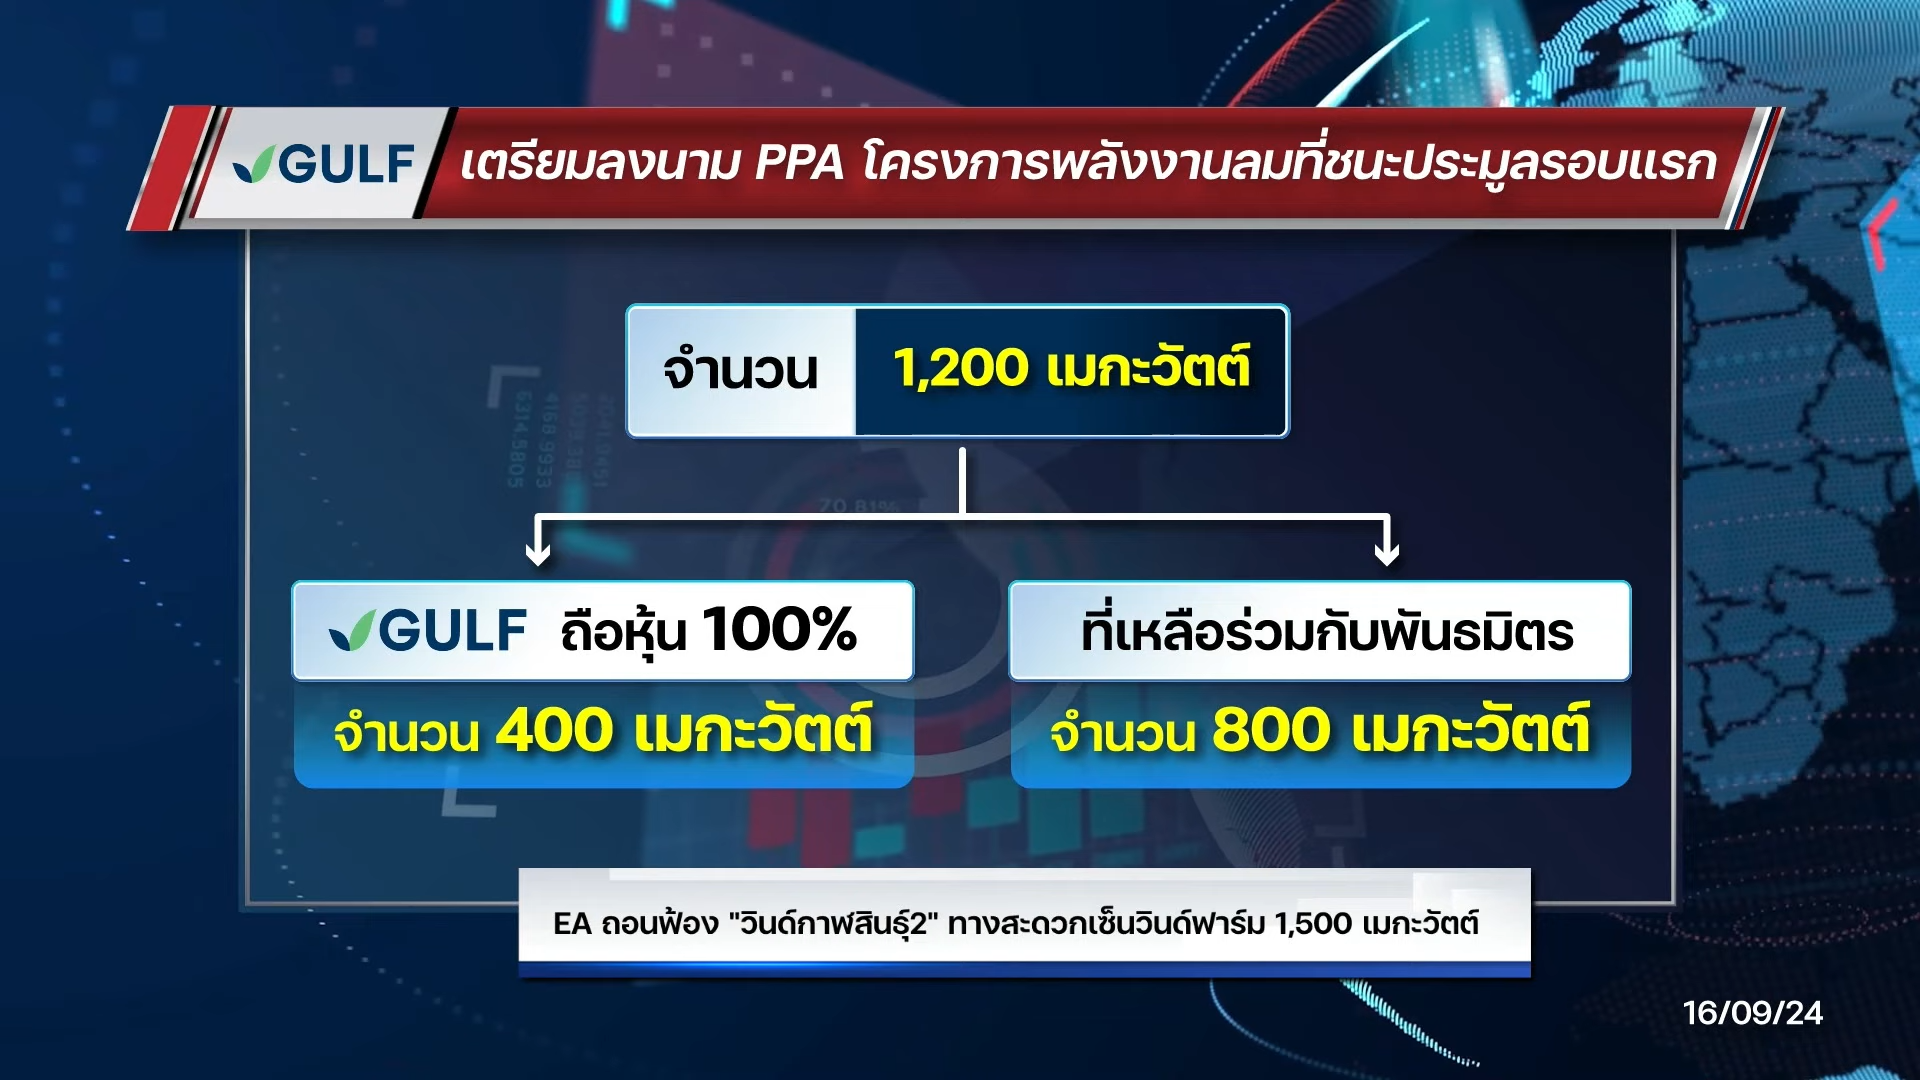 GULF เตรียมลงนาม PPA โครงการพลังงานลมที่ชนะประมูลรอบแรก
จำนวน 1,200 เมกะวัตต์
GULF ถือหุ้น 100%
จำนวน 400 เมกะวัตต์
ที่เหลือร่วมกับพันธมิตร
จำนวน 800 เมกะวัตต์
70.81%
EA ถอนฟ้อง "วินด์กาฬสินธุ์2" ทางสะดวกเซ็นวินด์ฟาร์ม 1,500 เมกะวัตต์
16/09/24